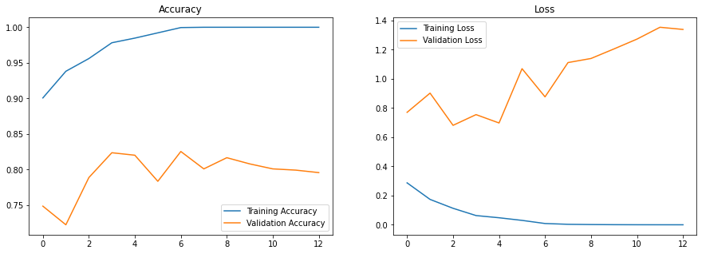 Accuracy
1.00
0.95
0.90
0.85
0.80
0.75
Training Accuracy
Validation Accuracy
0 2 4 6 8 10 12
Loss
1.4
1.2
1.0
0.8
0.6
0.4
0.2
0.0
Training Loss
Validation Loss
0 2 4 6 8 10 12